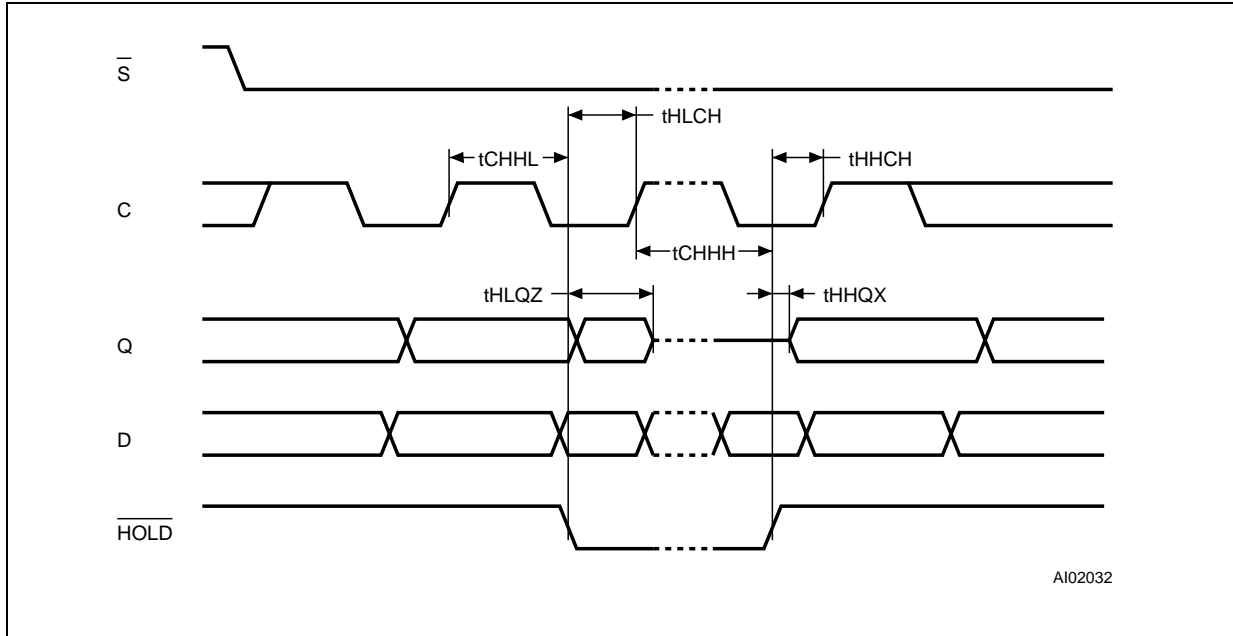 S
tHLCH
tCHHL
tHHCH
C
tCHHH
tHLQZ
tHHQX
Q
D
HOLD
AI02032